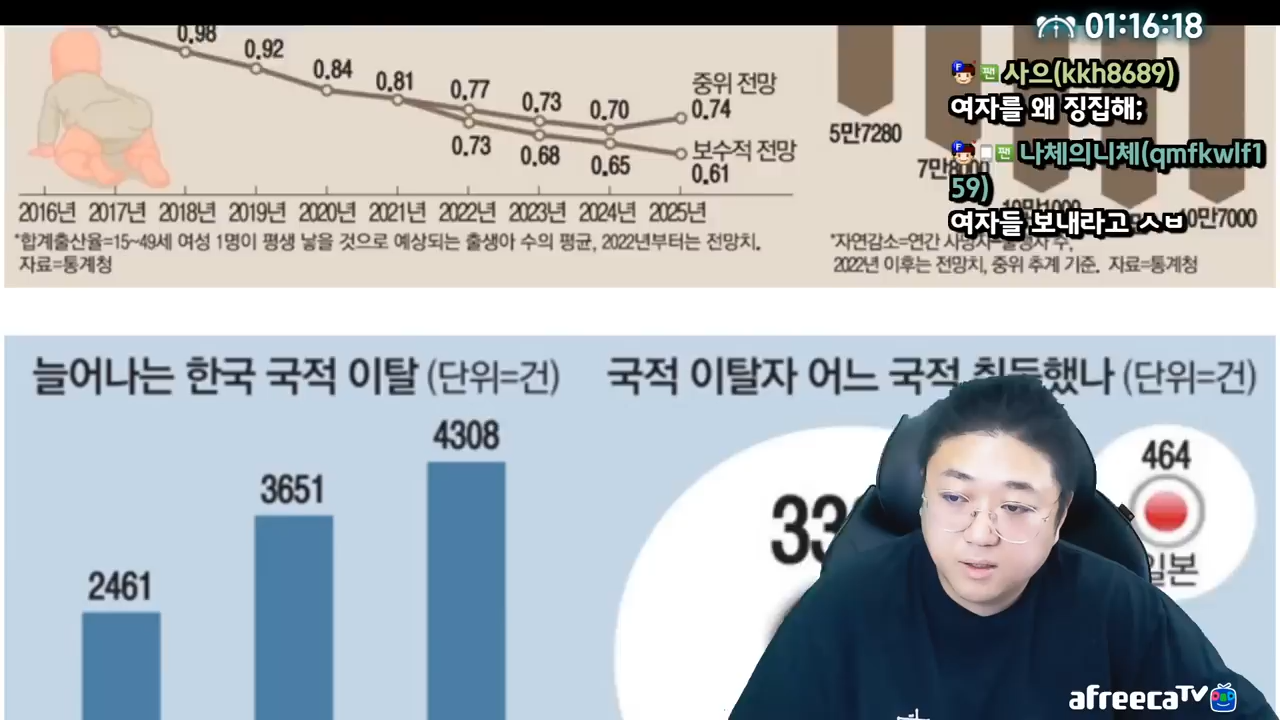 01:16:18
0.98
0.92
0.84
0.81
0.77
0.73
0.70
중위 전망
0.74
0.73
0.68
0.65
보수적 전망
0.61
2016년 2017년 2018년 2019년 2020년 2021년 2022년 2023년 2024년 2025년
*합계출산율=15~49세 여성 1명이 평생 낳을 것으로 예상되는 출생아 수의 평균, 2022년부터는 전망치.
자료=통계청
5만7280
10만7000
2022년 이후는 전망치, 중위 추계 기준. 자료=통계청
사으(kkh8689)
여자를 왜 징집해;
나체의니체(qmfkwlf1
59)
여자들 보내라고 ㅅㅂ
늘어나는 한국 국적 이탈 (단위=건)
2461
3651
4308
국적 이탈자 어느 국적 취득했나 (단위=건)
464
일본
afreecaTV